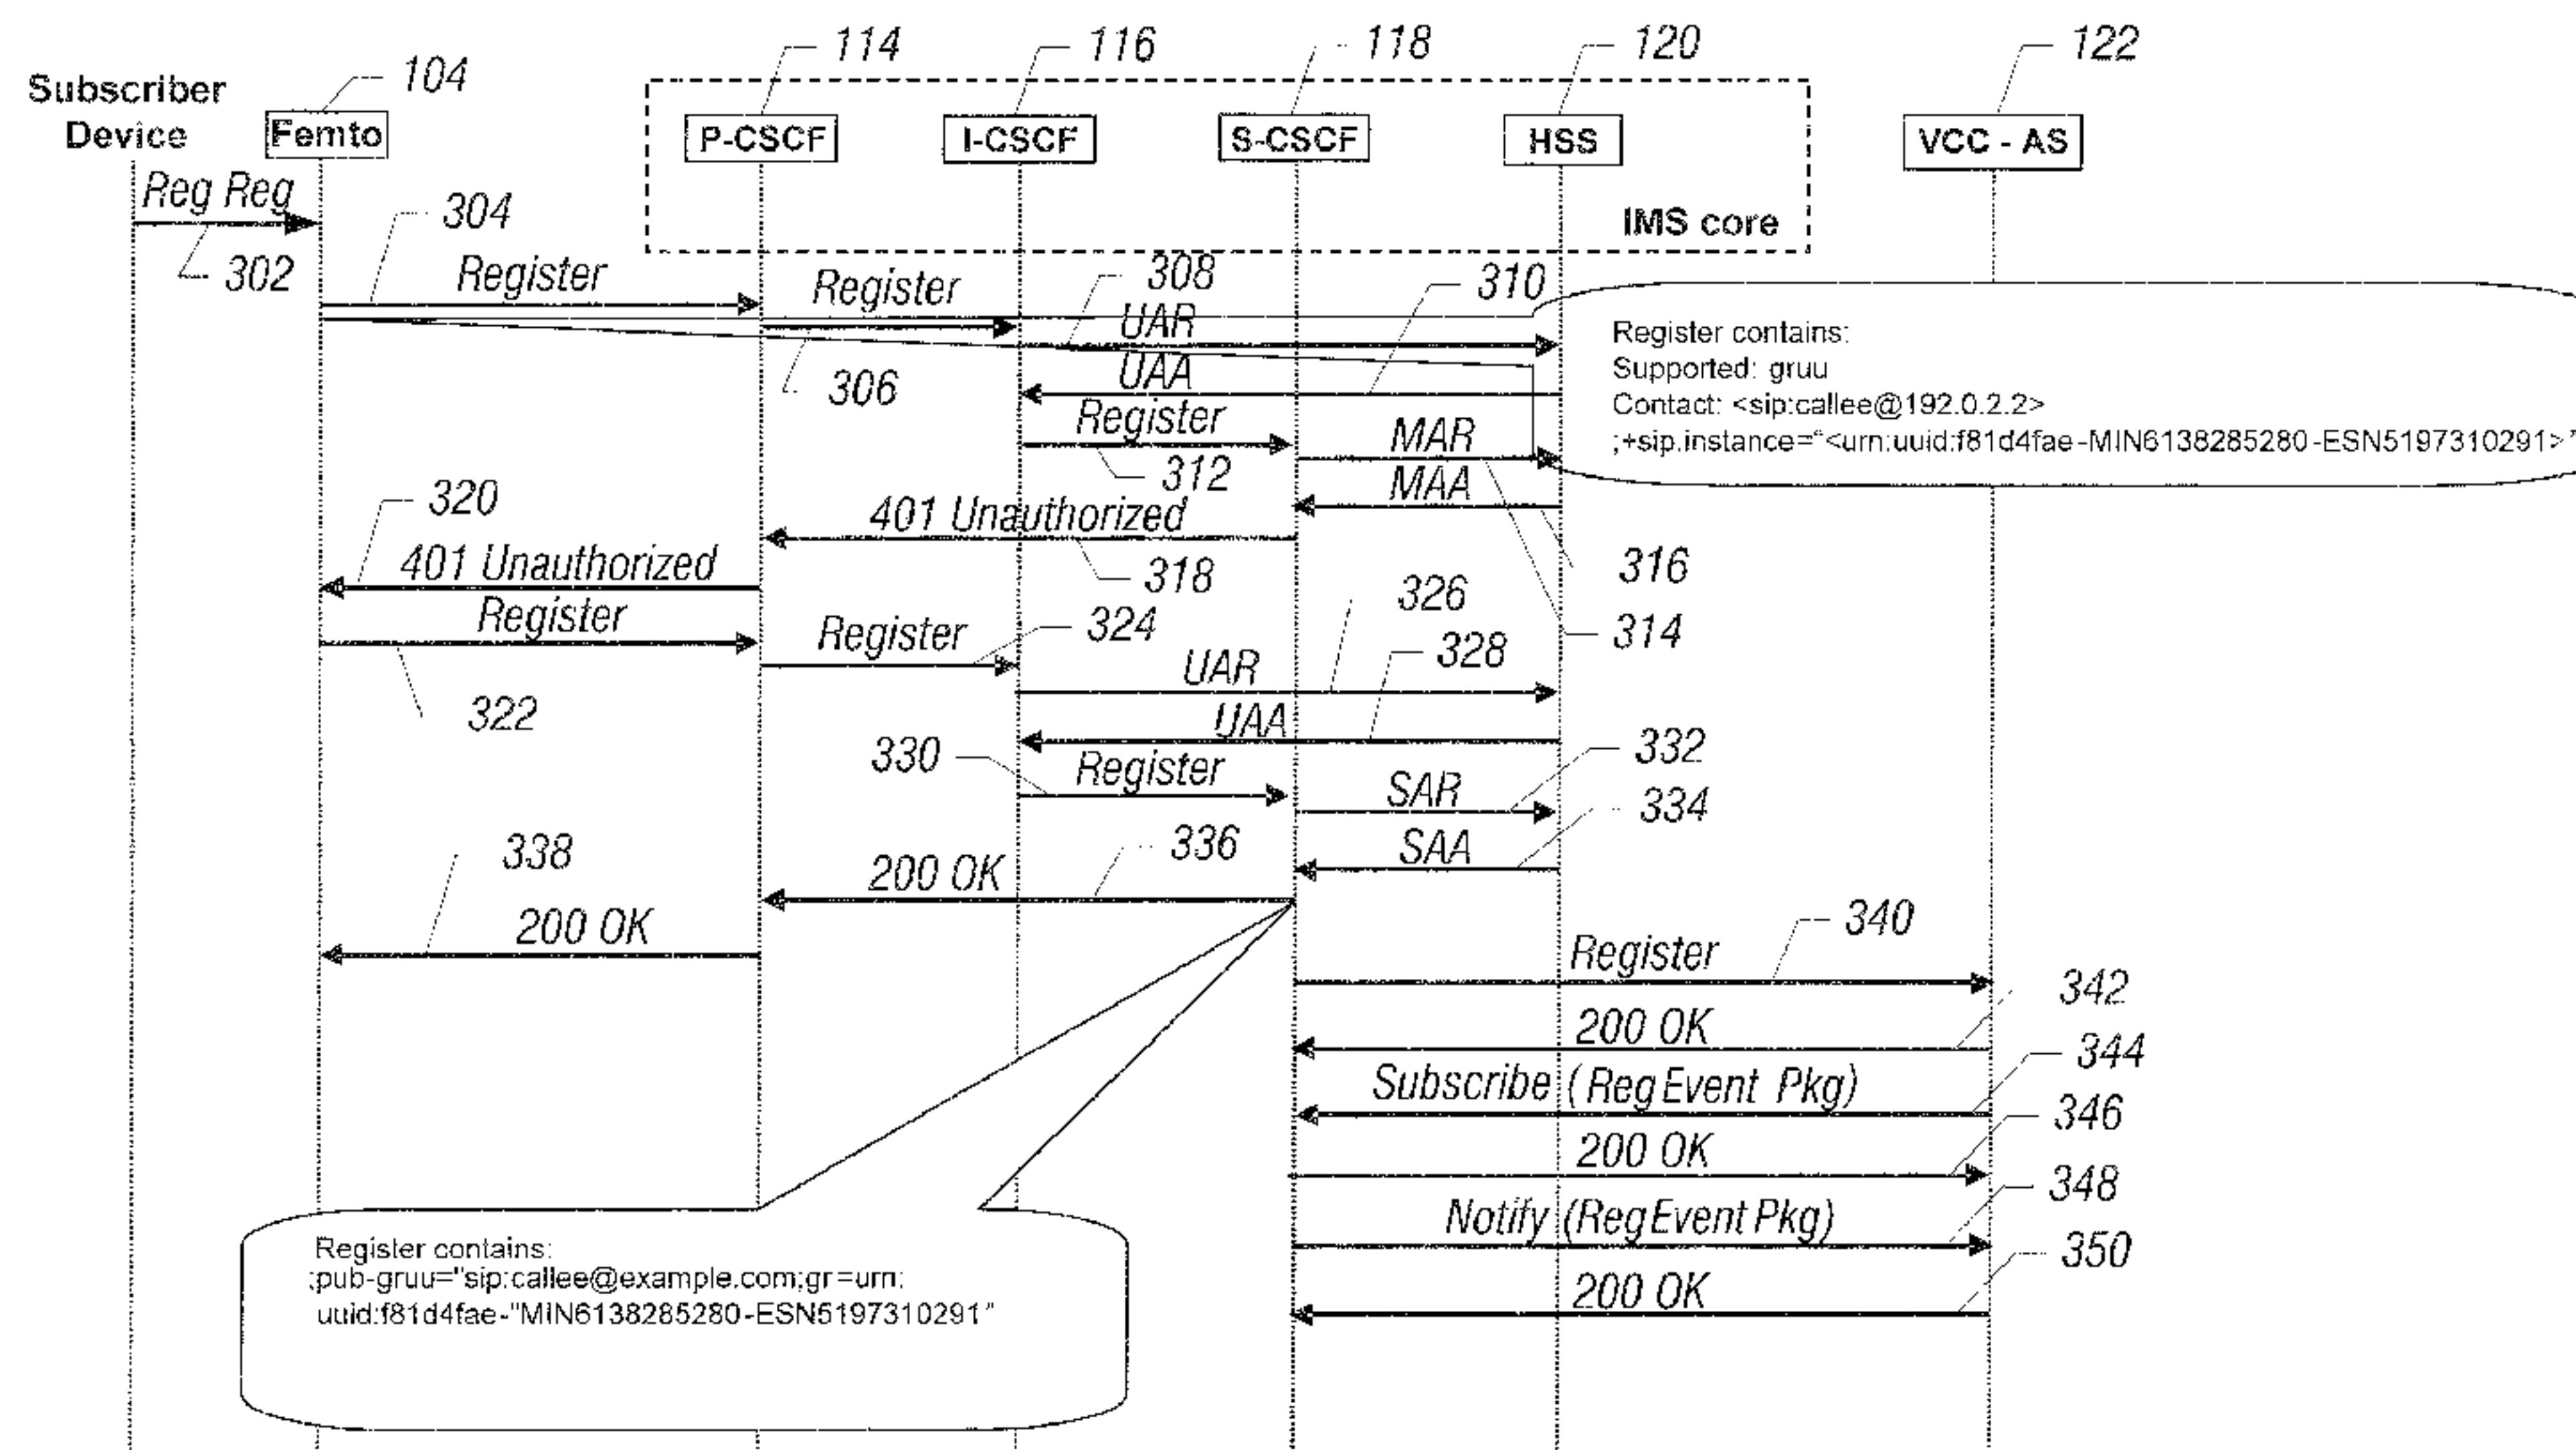 114
116
118
120
122
Subscriber
Device
104
Femto
P-CSCF
I-CSCF
S-CSCF
HSS
VCC - AS
IMS core
Reg Reg
302
304
Register
Register
308
UAR
310
306
UAA
Register contains:
Supported: gruu
Contact: <sip:callee@192.0.2.2>
;+sip.instance="<urn:uuid:f81d4fae-MIN6138285280-ESN5197310291>"
Register
312
MAR
MAA
320
401 Unauthorized
318
316
314
401 Unauthorized
Register
322
Register
324
326
328
UAR
UAA
330
Register
332
SAR
334
SAA
338
200 OK
336
200 OK
340
Register
342
200 OK
344
Subscribe (RegEvent Pkg)
346
200 OK
348
Notify (RegEventPkg)
350
200 OK
Register contains:
;pub-gruu="sip:callee@example.com;gr=urn:
uuid:f81d4fae-"MIN6138285280-ESN5197310291"